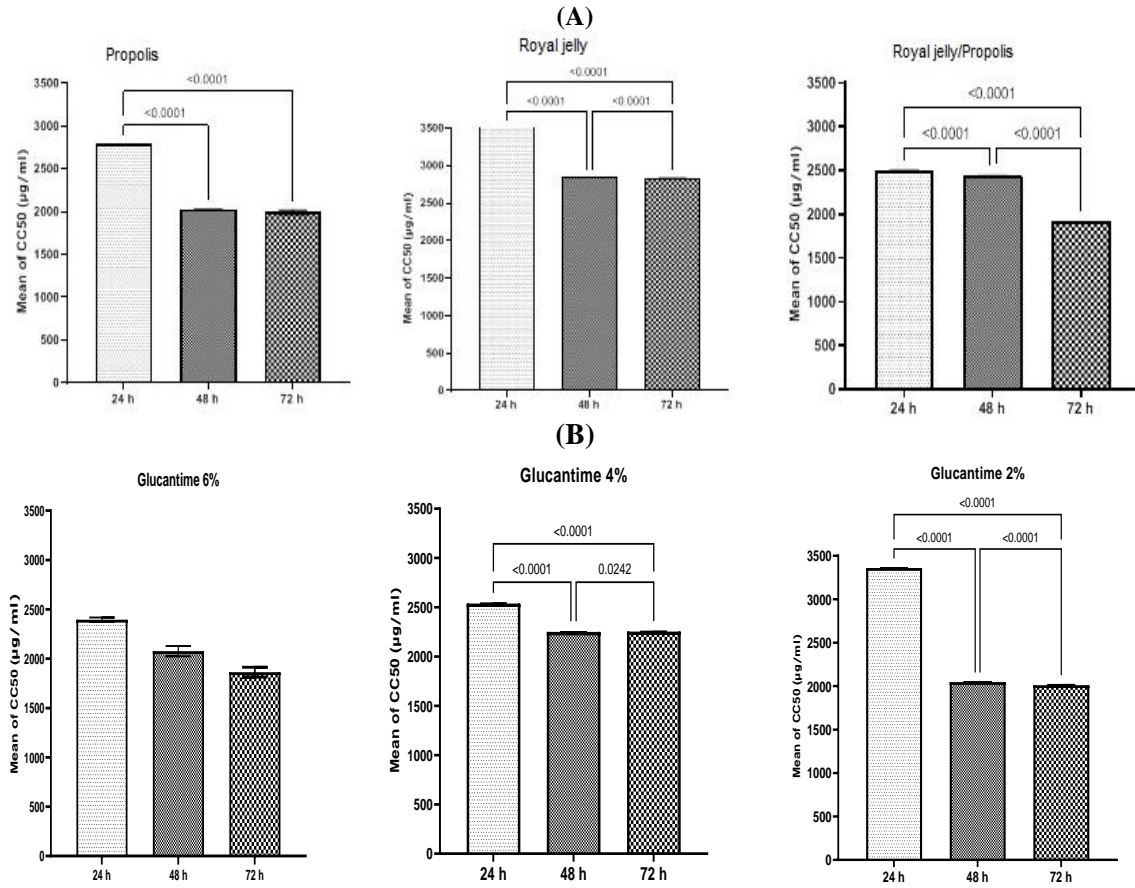 (A)
Propolis
<0.0001
<0.0001
Mean of CC50 (µg/ml)
3500
3000
2500
2000
1500
1000
500
0
24 h 48 h 72 h
Royal jelly
<0.0001
<0.0001 <0.0001
Mean of CC50 (µg/ml)
3500
3000
2500
2000
1500
1000
500
0
24 h 48 h 72 h
Royal jelly/Propolis
<0.0001
<0.0001 <0.0001
Mean of CC50 (µg/ml)
3500
3000
2500
2000
1500
1000
500
0
24 h 48 h 72 h
(B)
Glucantime 6%
Mean of CC50 (µg/ml)
3500
3000
2500
2000
1500
1000
500
0
24 h 48 h 72 h
Glucantime 4%
<0.0001
<0.0001 0.0242
Mean of CC50 (µg/ml)
3500
3000
2500
2000
1500
1000
500
0
24 h 48 h 72 h
Glucantime 2%
<0.0001
<0.0001 <0.0001
Mean of CC50 (µg/ml)
3500
3000
2500
2000
1500
1000
500
0
24 h 48 h 72 h